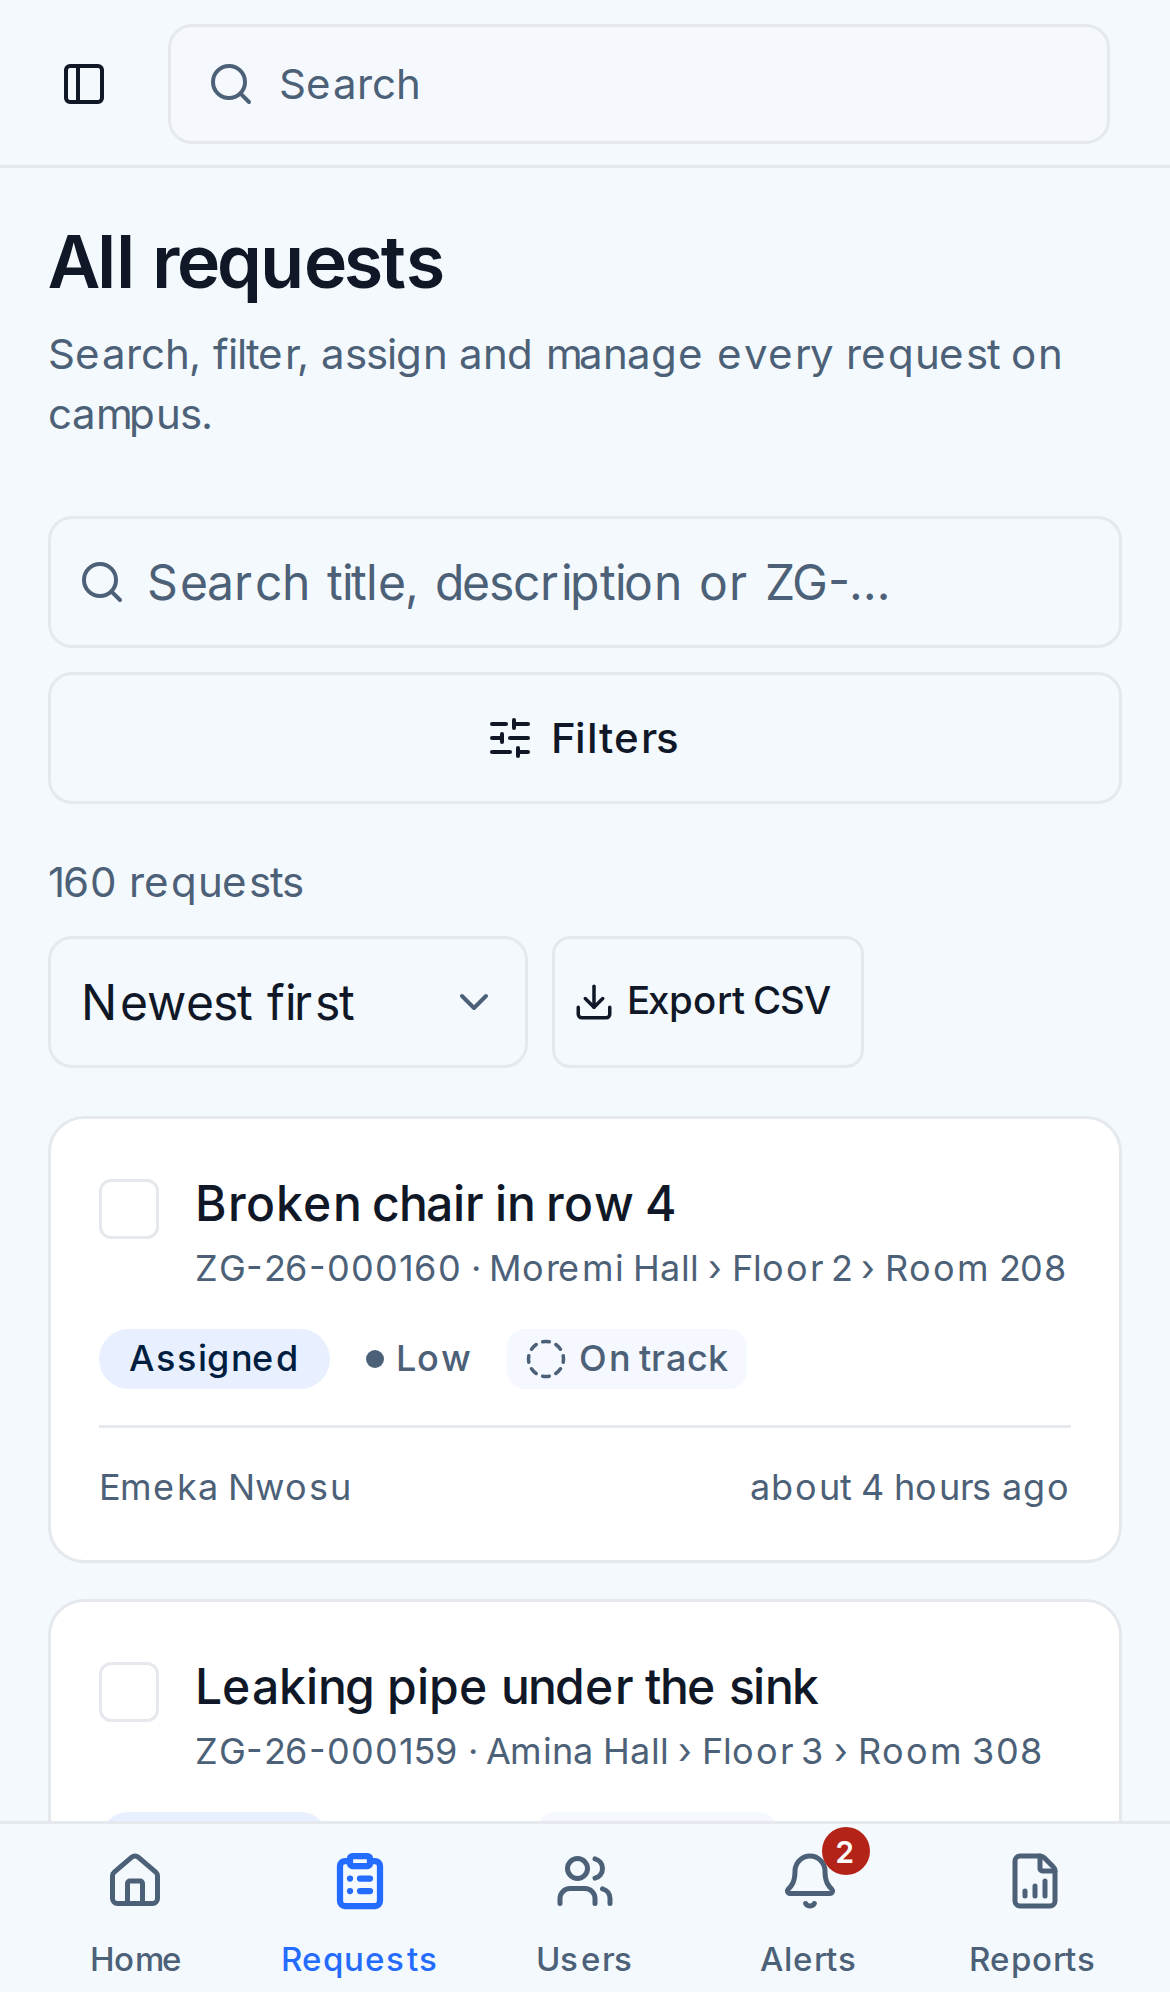 Search
All requests
Search, filter, assign and manage every request on
campus.
Search title, description or ZG-...
Filters
160 requests
Newest first
Export CSV
Broken chair in row 4
ZG-26-000160 · Moremi Hall › Floor 2 › Room 208
Assigned
Low
On track
Emeka Nwosu
about 4 hours ago
Leaking pipe under the sink
ZG-26-000159 · Amina Hall › Floor 3 › Room 308
2
Home
Requests
Users
Alerts
Reports